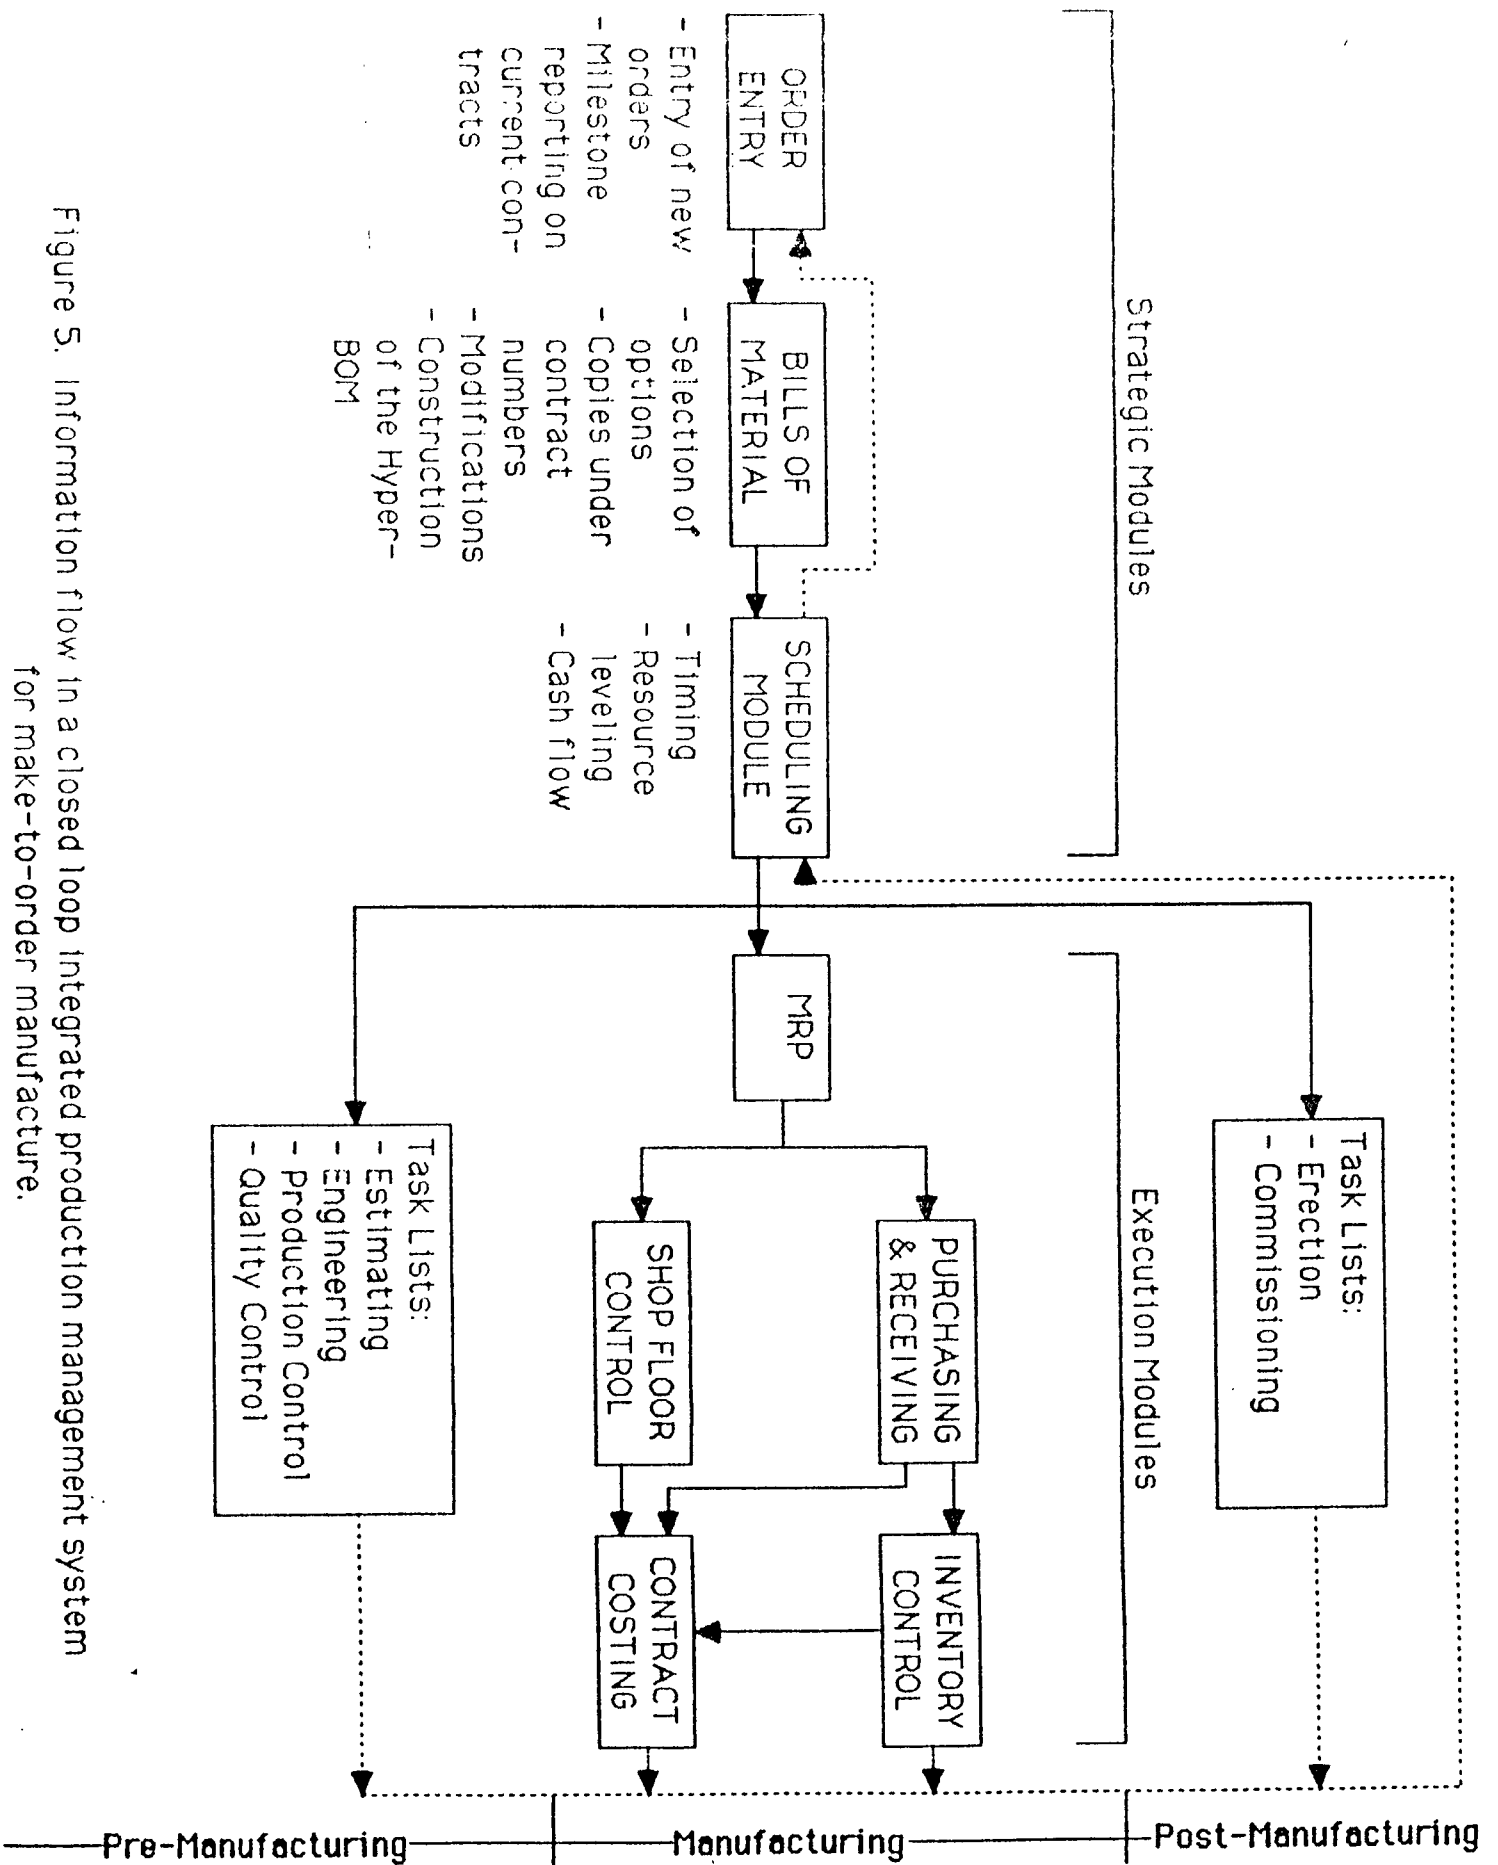 Strategic Modules
Execution Modules
ORDER
ENTRY
- Entry of new
orders
- Milestone
reporting on
current con-
tracts
BILLS OF
MATERIAL
- Selection of
options
- Copies under
contract
numbers
- Modifications
- Construction
of the Hyper-
BOM
SCHEDULING
MODULE
- Timing
- Resource
leveling
- Cash flow
Task Lists:
- Erection
- Commissioning
MRP
PURCHASING
& RECEIVING
INVENTORY
CONTROL
SHOP FLOOR
CONTROL
CONTRACT
COSTING
Task Lists:
- Estimating
- Engineering
- Production Control
- Quality Control
Post-Manufacturing
Manufacturing
Pre-Manufacturing
Figure 5. Information flow in a closed loop integrated production management system
for make-to-order manufacture.